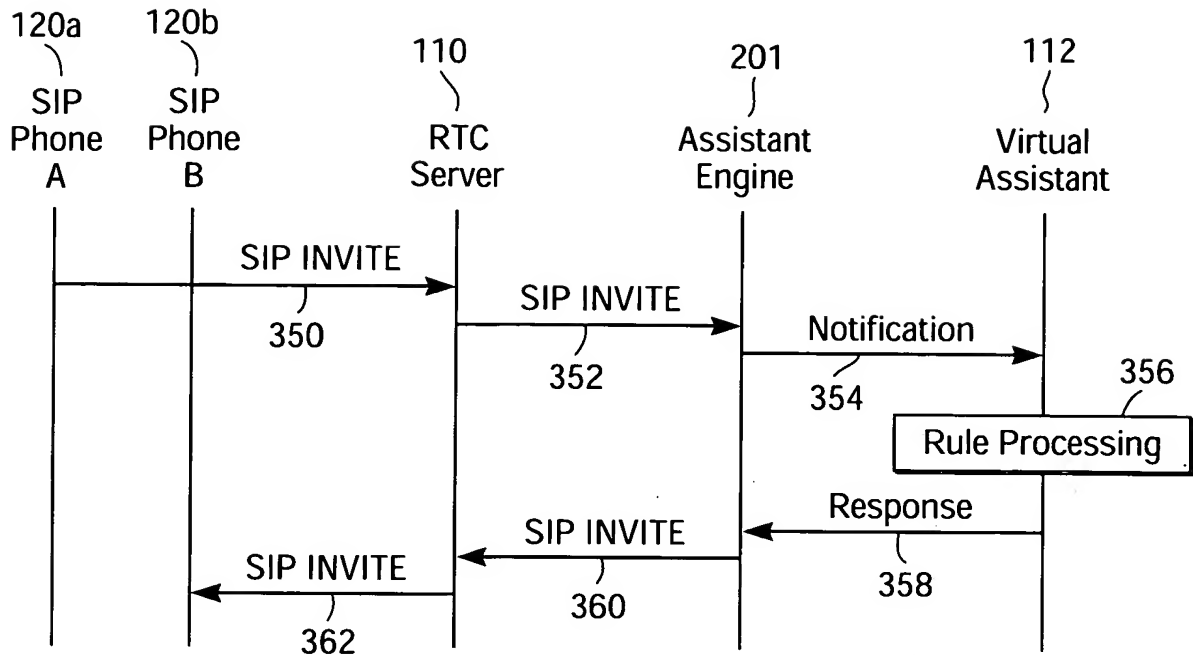 120a
120b
110
201
112
SIP
Phone
A
SIP
Phone
B
RTC
Server
Assistant
Engine
Virtual
Assistant
SIP INVITE
350
SIP INVITE
352
Notification
354
356
Rule Processing
Response
358
SIP INVITE
360
SIP INVITE
362